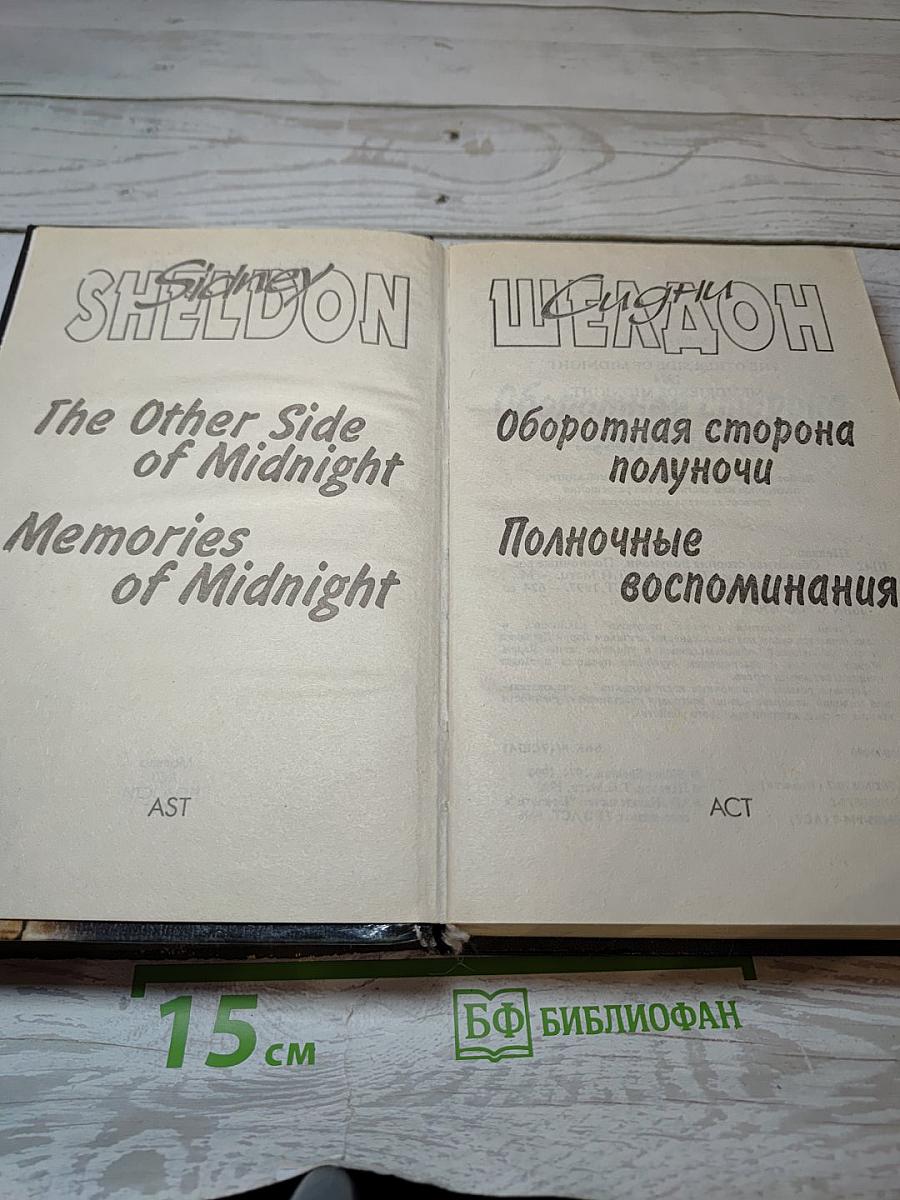 Sidney
SHELDON
The Other Side
of Midnight
Memories
of Midnight
AST
Сидни
ШЕЛДОН
Оборотная сторона
полуночи
Полночные
воспоминания
АСТ
15 см
БФ БИБЛИОФАН